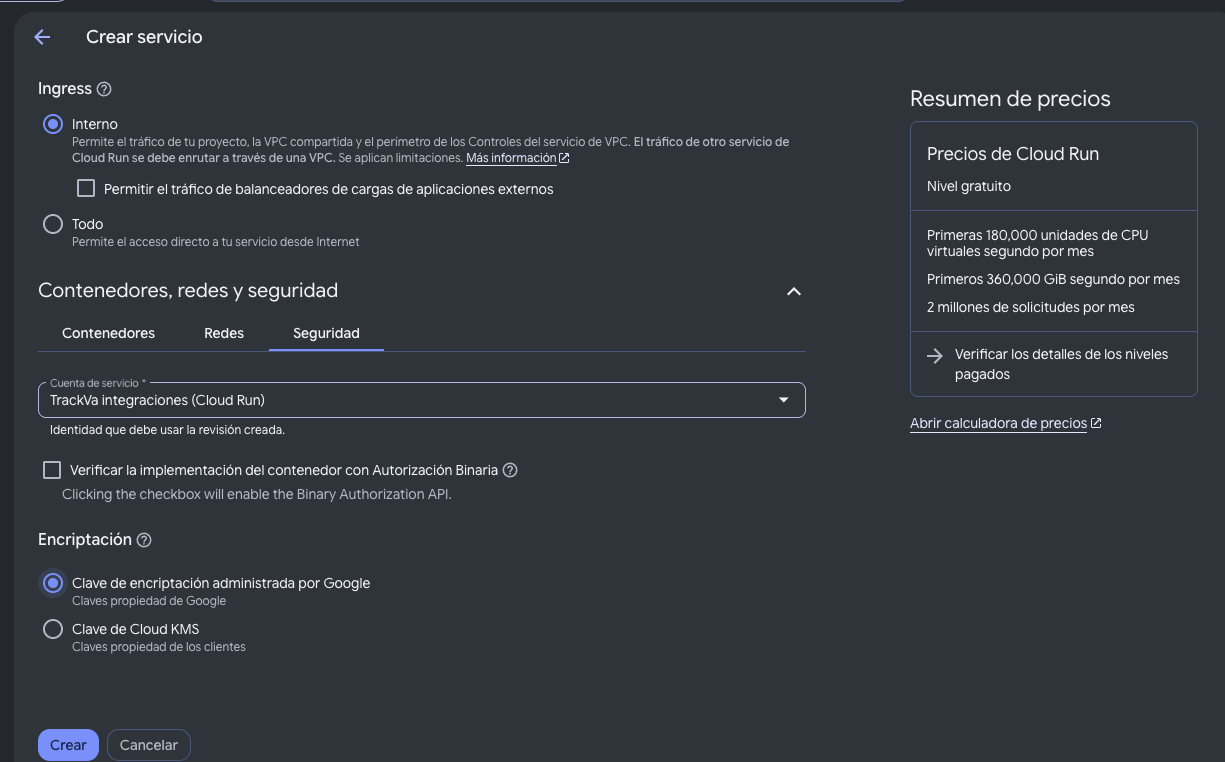 Crear servicio
Ingress
Interno
Permite el tráfico de tu proyecto, la VPC compartida y el perímetro de los Controles del servicio de VPC. El tráfico de otro servicio de
Cloud Run se debe enrutar a través de una VPC. Se aplican limitaciones. Más información
Permitir el tráfico de balanceadores de cargas de aplicaciones externos
Todo
Permite el acceso directo a tu servicio desde Internet
Contenedores, redes y seguridad
Contenedores Redes Seguridad
Cuenta de servicio *
TrackVa integraciones (Cloud Run)
Identidad que debe usar la revisión creada.
Verificar la implementación del contenedor con Autorización Binaria
Clicking the checkbox will enable the Binary Authorization API.
Encriptación
Clave de encriptación administrada por Google
Claves propiedad de Google
Clave de Cloud KMS
Claves propiedad de los clientes
Crear Cancelar
Resumen de precios
Precios de Cloud Run
Nivel gratuito
Primeras 180,000 unidades de CPU
virtuales segundo por mes
Primeros 360,000 GiB segundo por mes
2 millones de solicitudes por mes
Verificar los detalles de los niveles
pagados
Abrir calculadora de precios